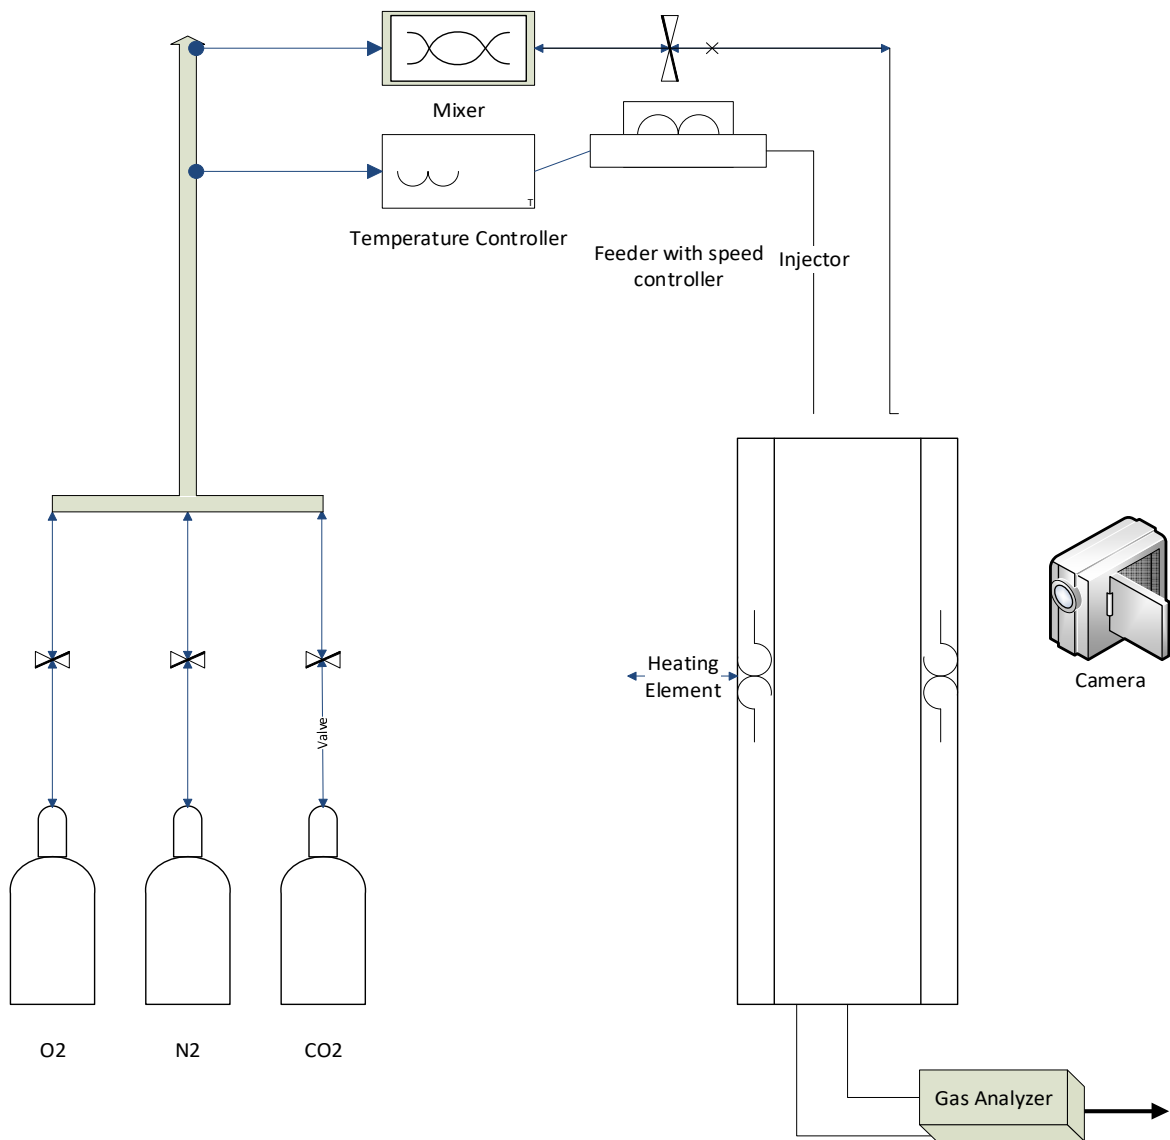 Mixer
T
Temperature Controller
Feeder with speed
controller
Injector
Heating
Element
Camera
Valve
O2
N2
CO2
Gas Analyzer